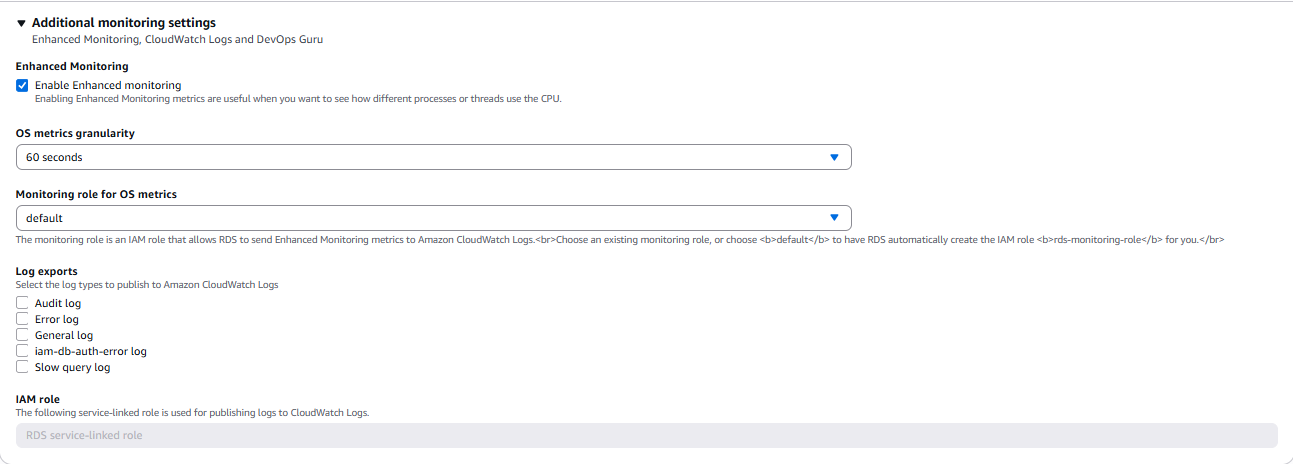 Additional monitoring settings
Enhanced Monitoring, CloudWatch Logs and DevOps Guru
Enhanced Monitoring
Enable Enhanced monitoring
Enabling Enhanced Monitoring metrics are useful when you want to see how different processes or threads use the CPU.
OS metrics granularity
60 seconds
Monitoring role for OS metrics
default
The monitoring role is an IAM role that allows RDS to send Enhanced Monitoring metrics to Amazon CloudWatch Logs.<br>Choose an existing monitoring role, or choose <b>default</b> to have RDS automatically create the IAM role <b>rds-monitoring-role</b> for you.</br>
Log exports
Select the log types to publish to Amazon CloudWatch Logs
Audit log
Error log
General log
iam-db-auth-error log
Slow query log
IAM role
The following service-linked role is used for publishing logs to CloudWatch Logs.
RDS service-linked role